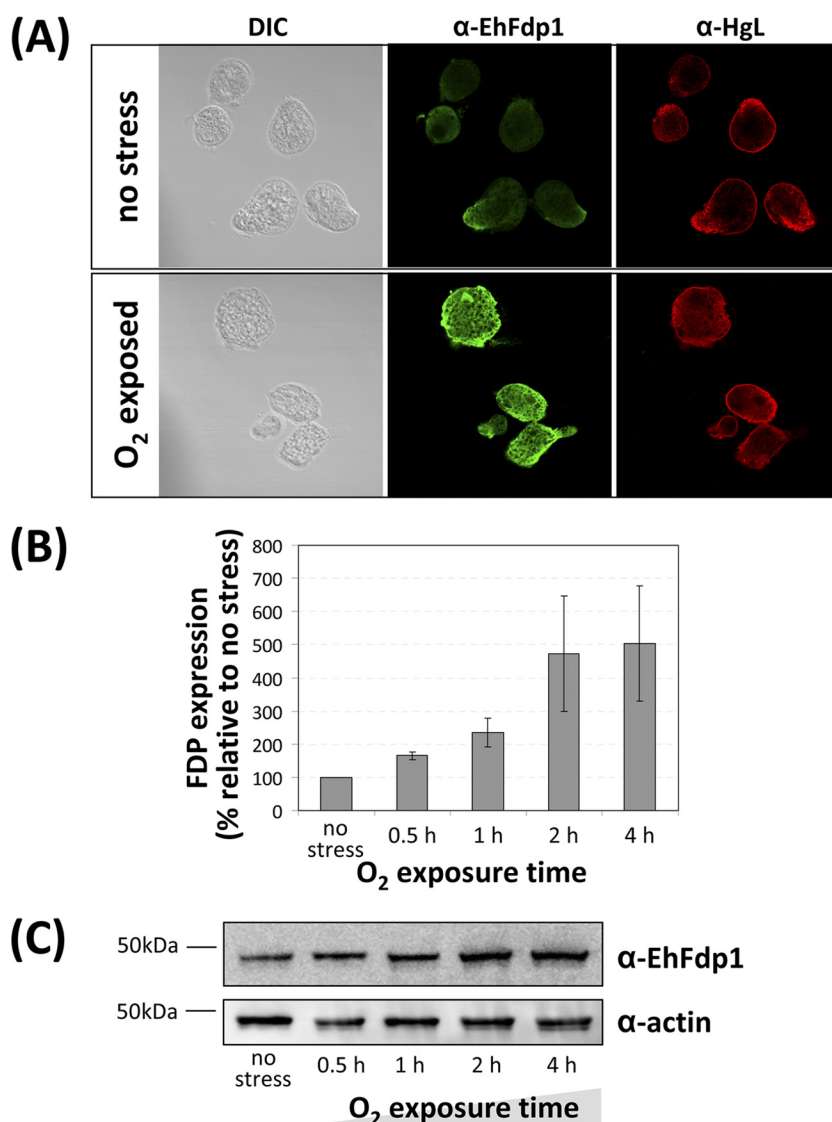 (A)
DIC
α-EhFdp1
α-HgL
no stress
O₂ exposed
(B)
FDP expression
(% relative to no stress)
800
700
600
500
400
300
200
100
0
no stress
0.5 h
1 h
2 h
4 h
O₂ exposure time
(C)
50kDa
α-EhFdp1
50kDa
α-actin
no stress
0.5 h
1 h
2 h
4 h
O₂ exposure time